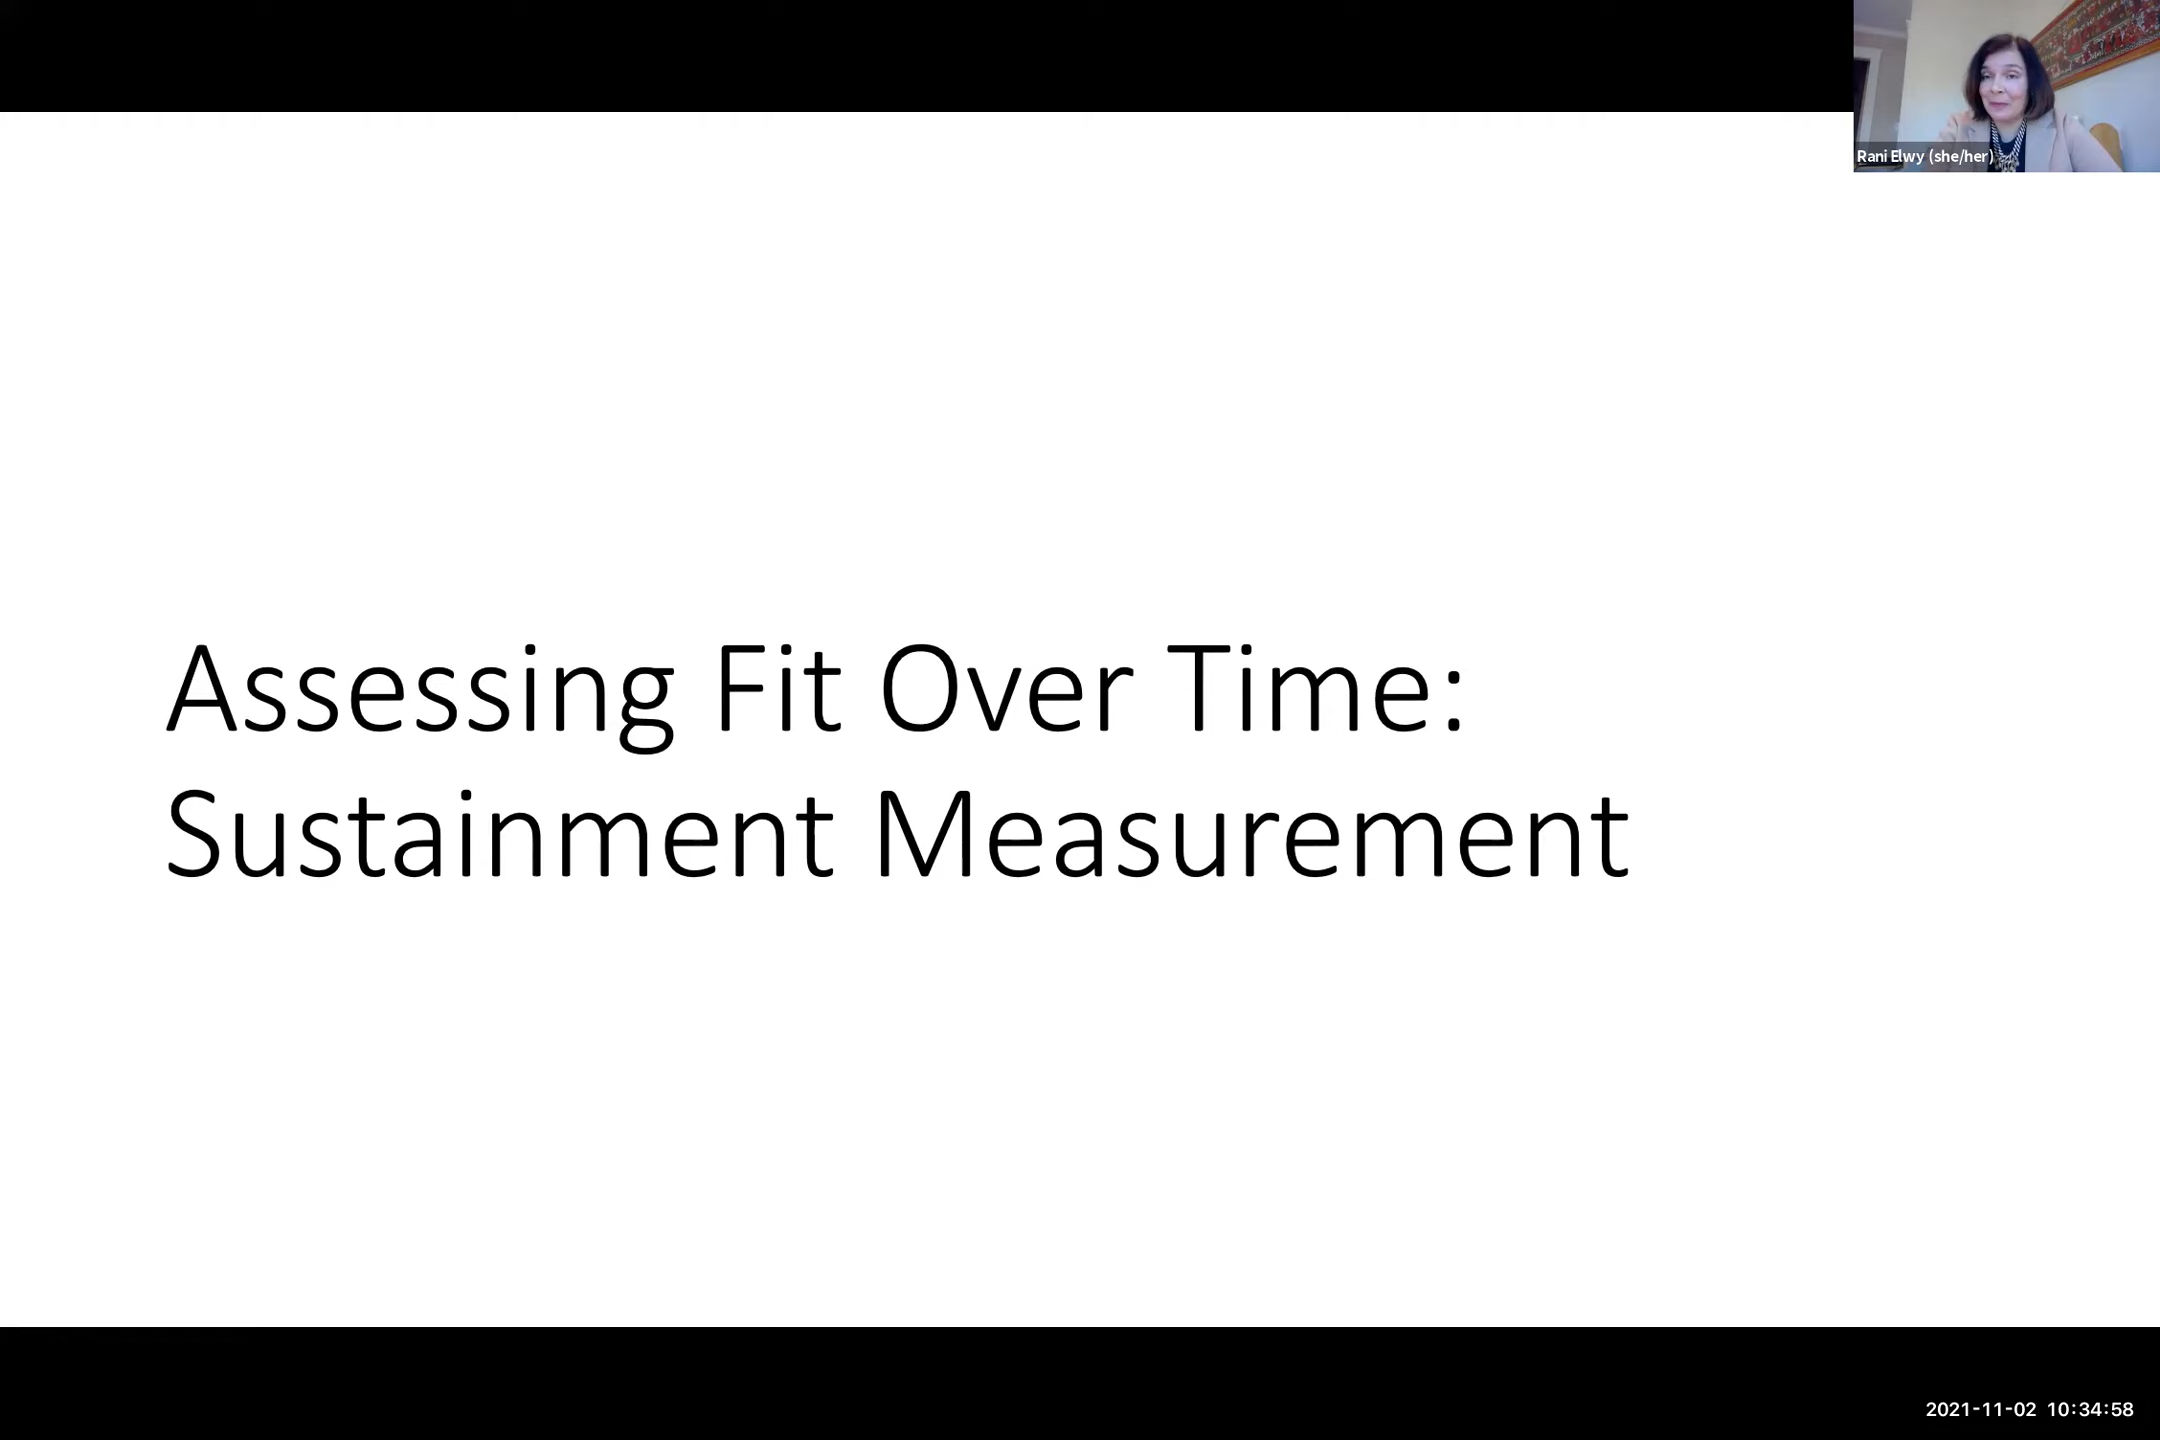 Rani Elwy (she/her)
Assessing Fit Over Time:
Sustainment Measurement
2021-11-02 10:34:58